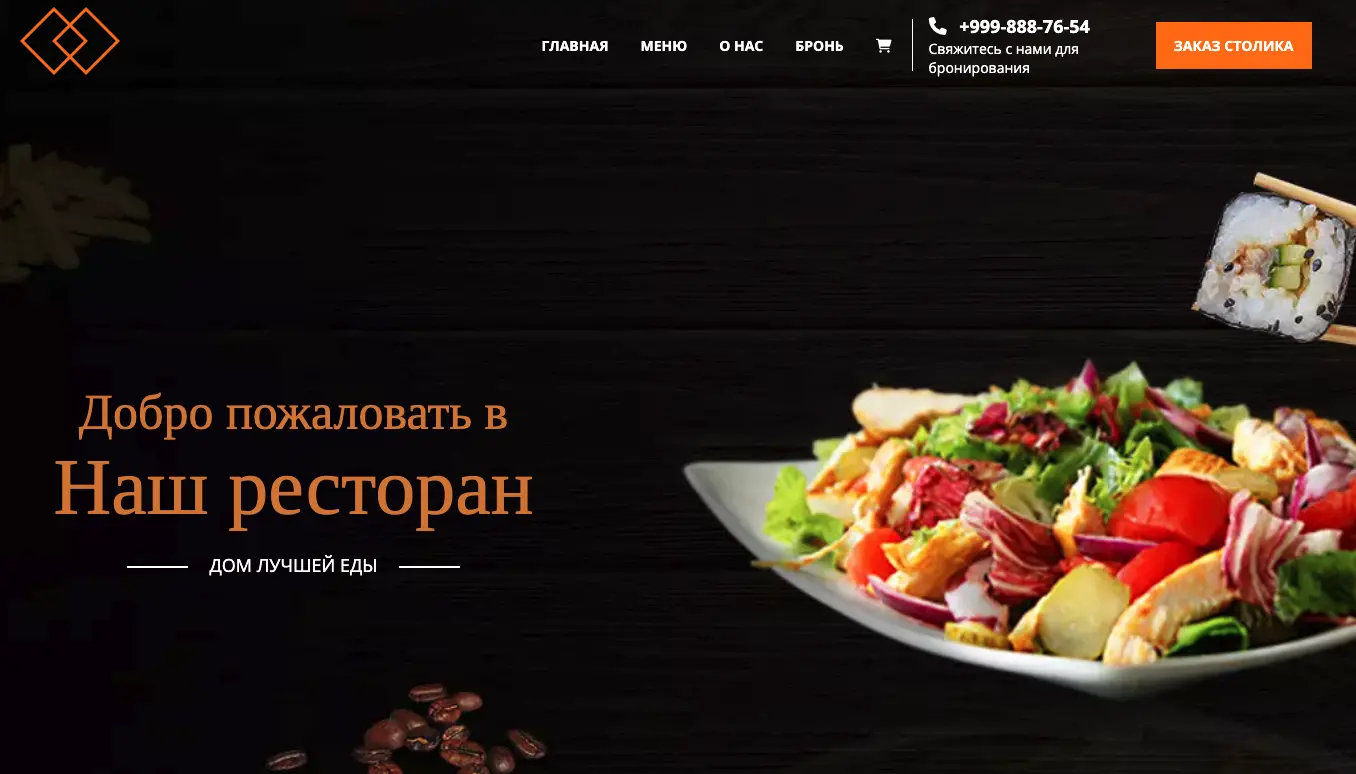 ГЛАВНАЯ МЕНЮ О НАС БРОНЬ
+999-888-76-54
Свяжитесь с нами для
бронирования
ЗАКАЗ СТОЛИКА
Добро пожаловать в
Наш ресторан
ДОМ ЛУЧШЕЙ ЕДЫ